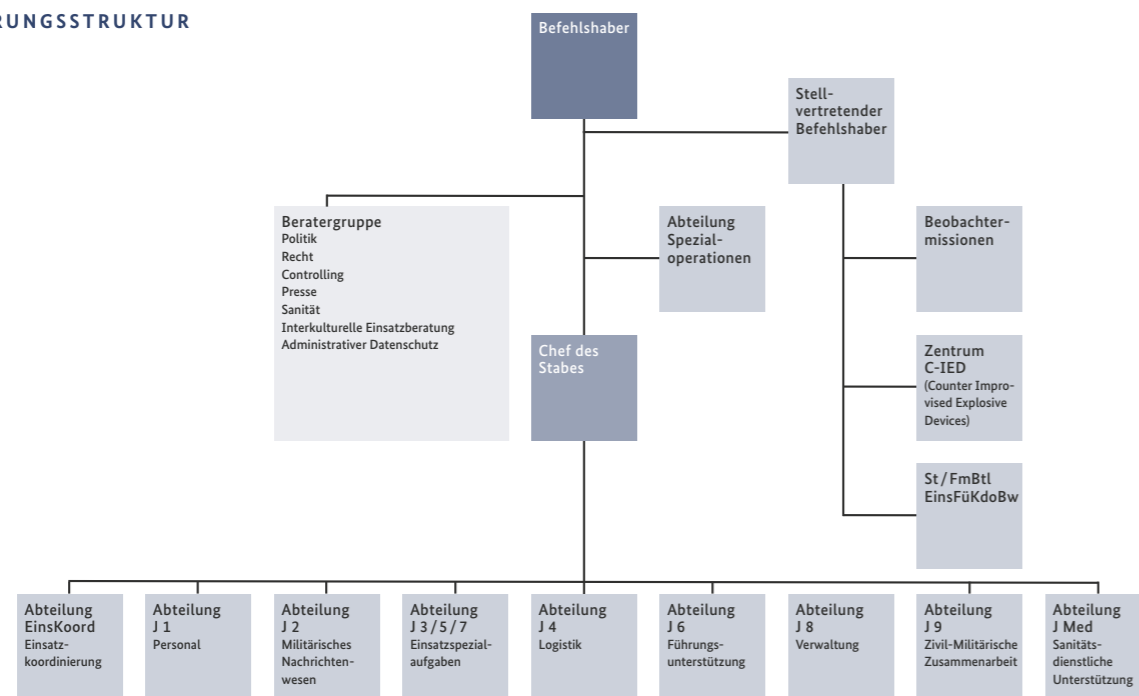 RUNGSSTRUKTUR
Befehlshaber
Stell-
vertretender
Befehlshaber
Beratergruppe
Politik
Recht
Controlling
Presse
Sanität
Interkulturelle Einsatzberatung
Administrativer Datenschutz
Abteilung
Spezial-
operationen
Beobachter-
missionen
Chef des
Stabes
Zentrum
C-IED
(Counter Impro-
vised Explosive
Devices)
St / FmBtl
EinsFüKdoBw
Abteilung
EinsKoord
Einsatz-
koordinierung
Abteilung
J 1
Personal
Abteilung
J 2
Militärisches
Nachrichten-
wesen
Abteilung
J 3 / 5 / 7
Einsatzspezial-
aufgaben
Abteilung
J 4
Logistik
Abteilung
J 6
Führungs-
unterstützung
Abteilung
J 8
Verwaltung
Abteilung
J 9
Zivil-Militärische
Zusammenarbeit
Abteilung
J Med
Sanitäts-
dienstliche
Unterstützung